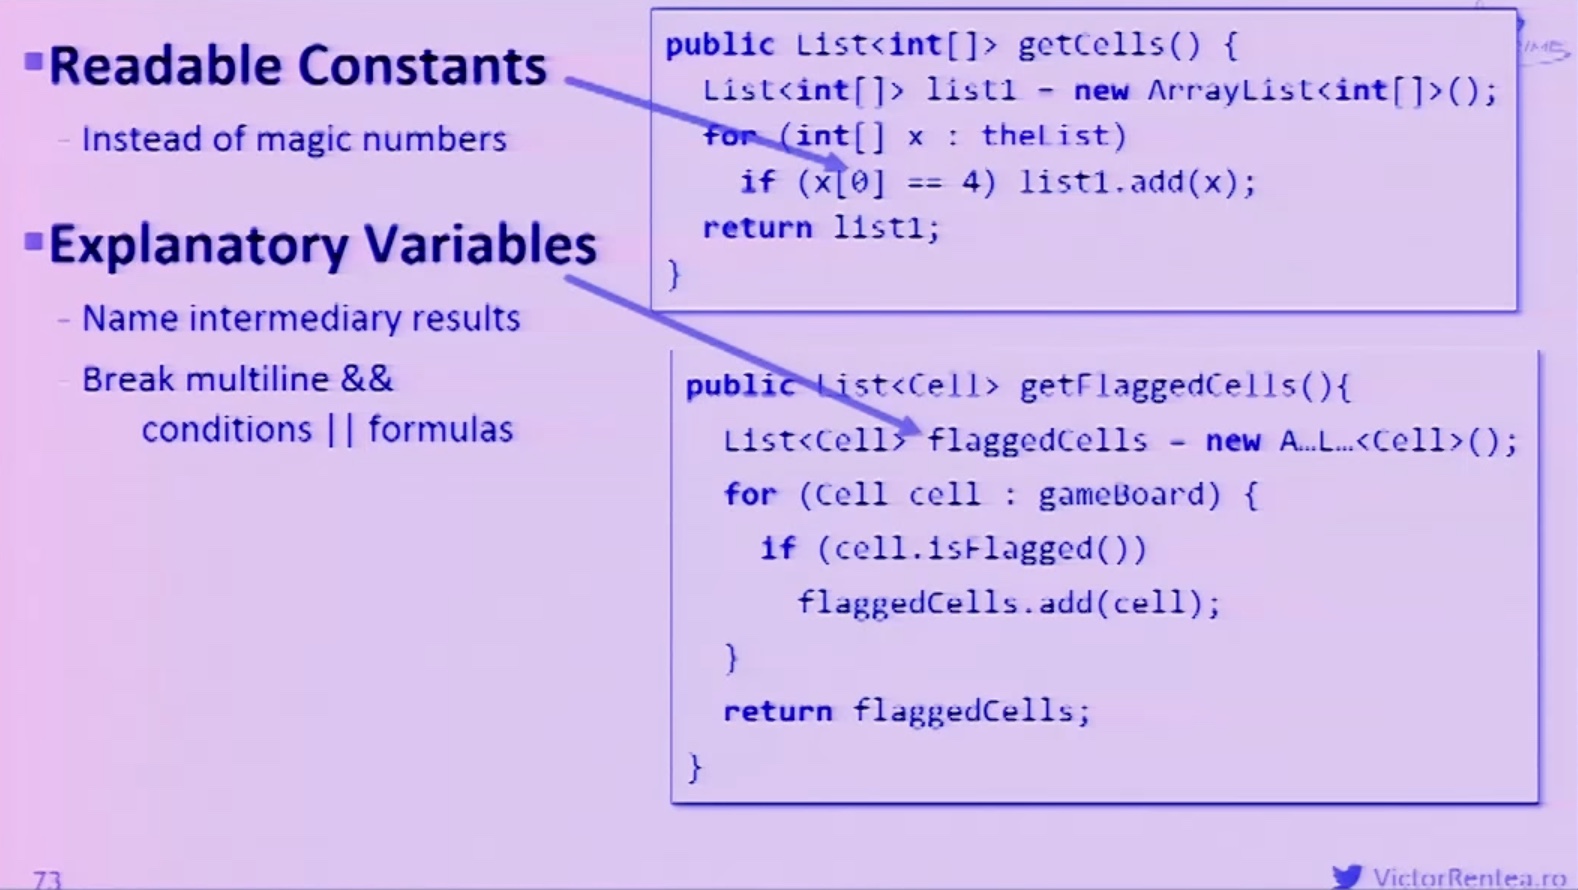 Readable Constants
- Instead of magic numbers
Explanatory Variables
- Name intermediary results
- Break multiline &&
conditions || formulas
public List<int[]> getCells() {
List<int[]> list1 = new ArrayList<int[]>();
for (int[] x : theList)
if (x[0] == 4) list1.add(x);
return list1;
}
public List<Cell> getFlaggedCells(){
List<Cell> flaggedCells = new A…L…<Cell>();
for (Cell cell : gameBoard) {
if (cell.isFlagged())
flaggedCells.add(cell);
}
return flaggedCells;
}
73
VictorRentea.ro